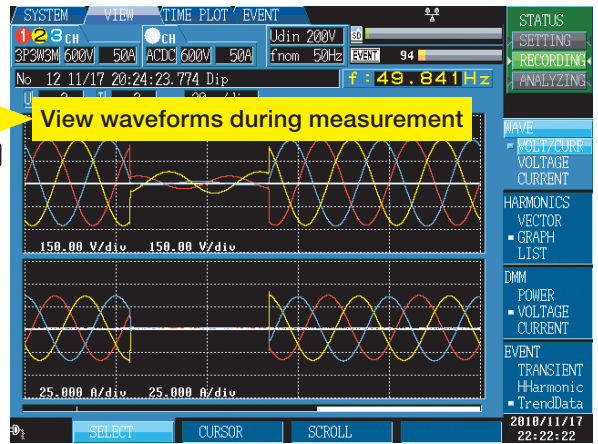 SYSTEM VIEW TIME PLOT EVENT
123CH 4CH Udin 200V SD
3P3W3M 600V 50A ACDC 600V 50A fnom 50Hz EVENT 94
No 12 11/17 20:24:23.774 Dip f:49.841Hz
View waveforms during measurement
150.00 V/div 150.00 V/div
25.000 A/div 25.000 A/div
SELECT CURSOR SCROLL
STATUS
SETTING
RECORDING
ANALYZING
WAVE
VOLT/CURR
VOLTAGE
CURRENT
HARMONICS
VECTOR
GRAPH
LIST
DMM
POWER
VOLTAGE
CURRENT
EVENT
TRANSIENT
HHarmonic
TrendData
2010/11/17
22:22:22